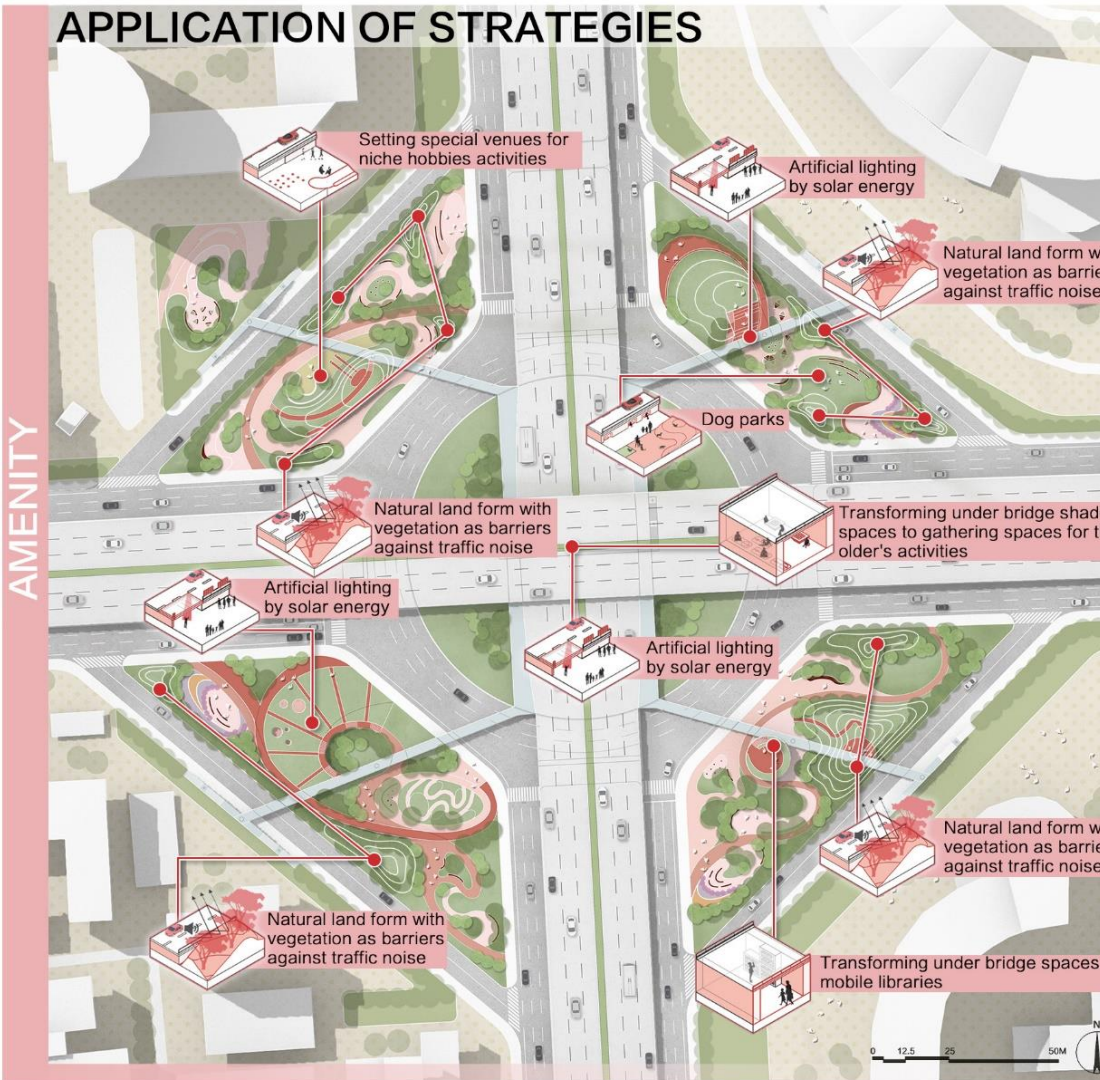 APPLICATION OF STRATEGIES
AMENITY
Setting special venues for
niche hobbies activities
Artificial lighting
by solar energy
Natural land form
vegetation as
against traffic noise
Dog parks
Natural land form with
vegetation as barriers
against traffic noise
Transforming under bridge
spaces to gathering spaces for
older's activities
Artificial lighting
by solar energy
Artificial lighting
by solar energy
Natural land form
vegetation as
against traffic noise
Natural land form with
vegetation as barriers
against traffic noise
Transforming under bridge spaces
mobile libraries
N
0 12.5 25 50M